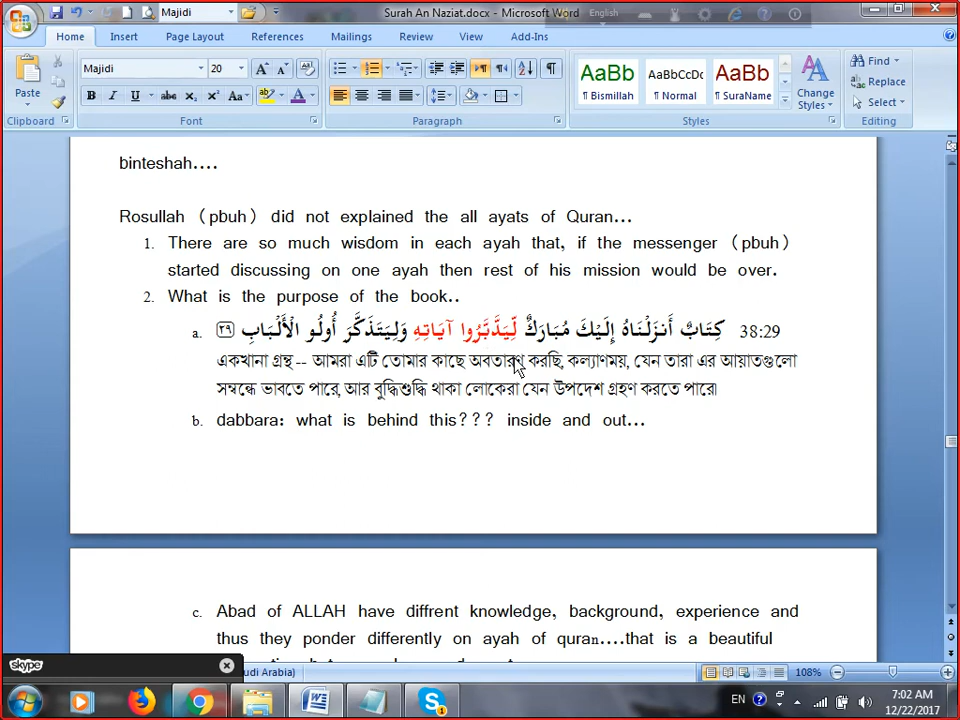 Surah An Naziat.docx - Microsoft Word
English
Majidi
Home Insert Page Layout References Mailings Review View Add-Ins
Paste
Majidi 20
AaBb AaBbCcDc AaBb
¶ Bismillah ¶ Normal ¶ SuraName
Change Styles
Find
Replace
Select
Clipboard Font Paragraph Styles Editing
binteshah....
Rosullah (pbuh) did not explained the all ayats of Quran...
1. There are so much wisdom in each ayah that, if the messenger (pbuh)
started discussing on one ayah then rest of his mission would be over.
2. What is the purpose of the book..
a. كِتَابٌ أَنزَلْنَاهُ إِلَيْكَ مُبَارَكٌ لِّيَدَّبَّرُوا آيَاتِهِ وَلِيَتَذَكَّرَ أُولُو الْأَلْبَابِ ٢٩ 38:29
একখানা গ্রন্থ -- আমরা এটি তোমার কাছে অবতারণ করছি, কল্যাণময়, যেন তারা এর আয়াতগুলো
সম্বন্ধে ভাবতে পারে, আর বুদ্ধিশুদ্ধি থাকা লোকেরা যেন উপদেশ গ্রহণ করতে পারে।
b. dabbara: what is behind this??? inside and out...
c. Abad of ALLAH have diffrent knowledge, background, experience and
thus they ponder differently on ayah of quran....that is a beautiful
skype
udi Arabia)
108%
EN
7:02 AM
12/22/2017